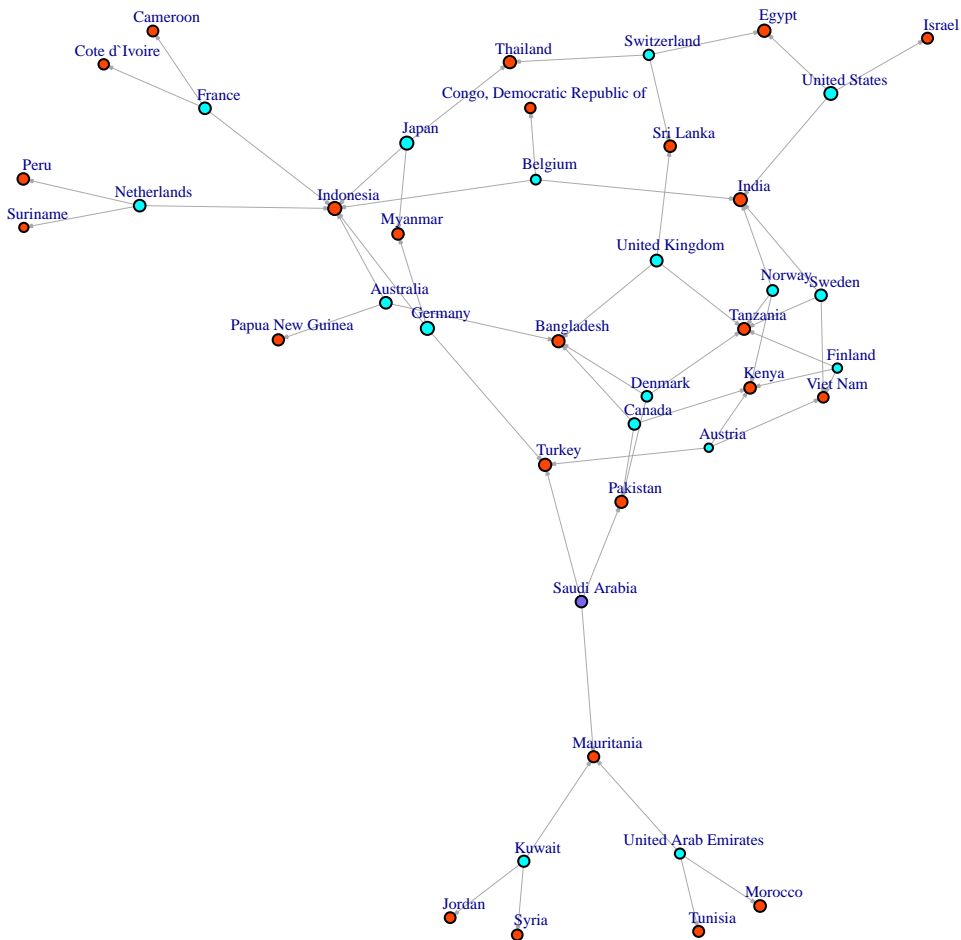 Cameroon
Egypt
Israel
Cote d`Ivoire
Thailand
Switzerland
France
Congo, Democratic Republic of
United States
Japan
Sri Lanka
Peru
Netherlands
Belgium
Indonesia
India
Suriname
Myanmar
United Kingdom
Norway
Sweden
Australia
Papua New Guinea
Germany
Bangladesh
Tanzania
Finland
Denmark
Kenya
Viet Nam
Canada
Turkey
Austria
Pakistan
Saudi Arabia
Mauritania
Kuwait
United Arab Emirates
Jordan
Syria
Tunisia
Morocco